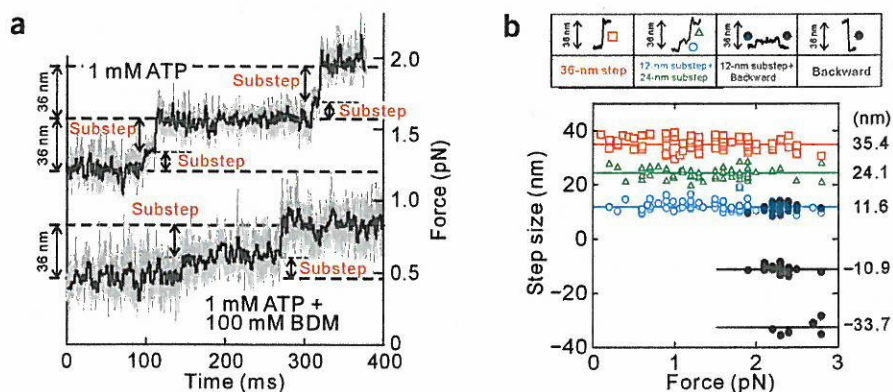 a
1 mM ATP
Substep
Substep
Substep
Substep
36 nm
38 nm
2.0
1.5
1.0
0.5
0
Force (pN)
Substep
Substep
36 nm
1 mM ATP +
100 mM BDM
0 100 200 300 400
Time (ms)
b
36 nm 36 nm 36 nm 36 nm
36-nm step
12-nm substep+
24-nm substep
12-nm substep+
Backward
Backward
(nm)
40
20
0
−20
−40
Step size (nm)
35.4
24.1
11.6
−10.9
−33.7
0 1 2 3
Force (pN)